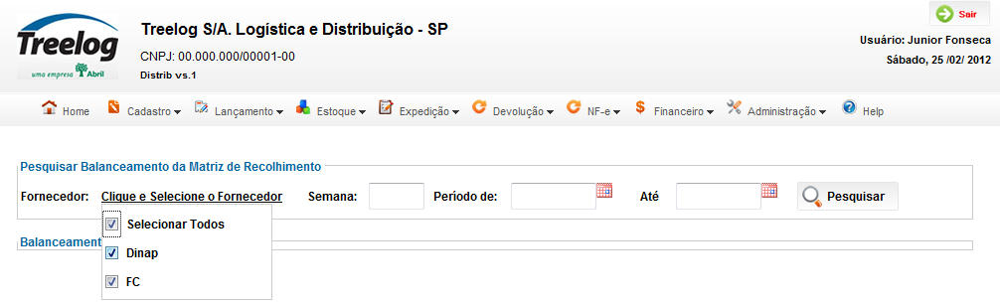 Treelog
uma empresa Abril
Treelog S/A. Logística e Distribuição - SP
CNPJ: 00.000.000/00001-00
Distrib vs.1
Sair
Usuário: Junior Fonseca
Sábado, 25 /02/ 2012
Home Cadastro Lançamento Estoque Expedição Devolução NF-e Financeiro Administração Help
Pesquisar Balanceamento da Matriz de Recolhimento
Fornecedor: Clique e Selecione o Fornecedor Semana: Período de: Até Pesquisar
Selecionar Todos
Balanceament
Dinap
FC